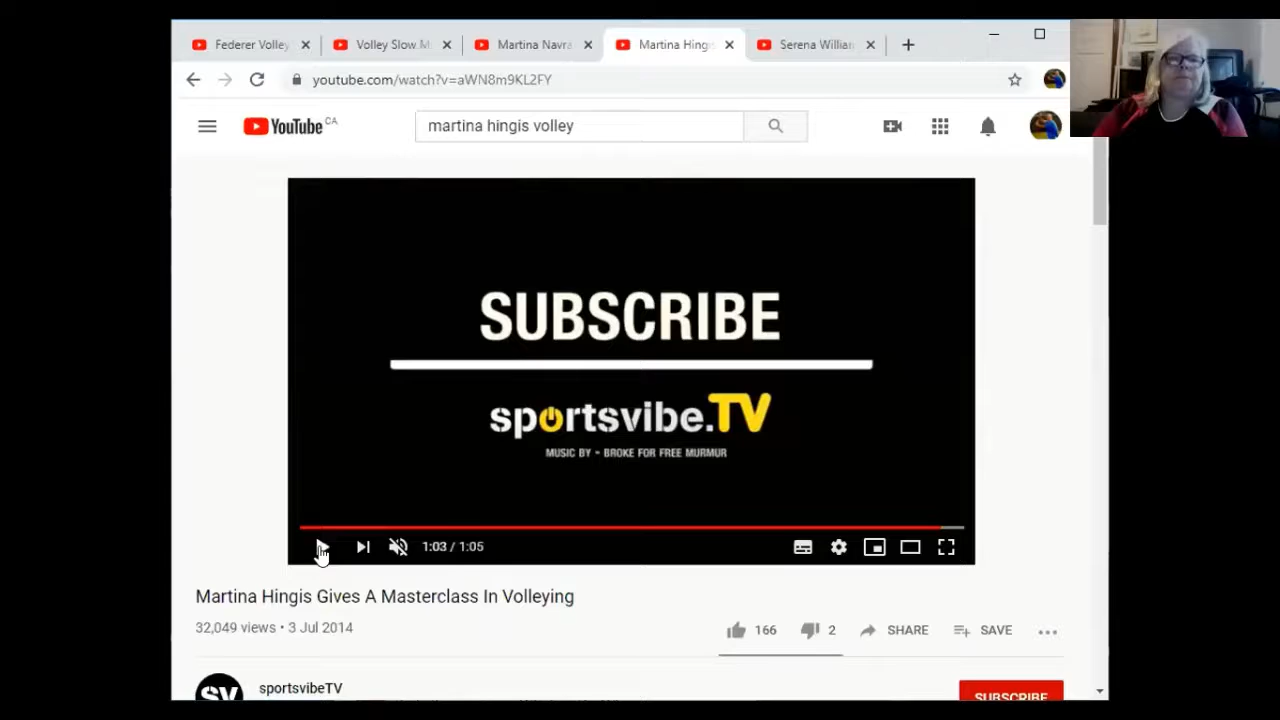 Federer Volley
Volley Slow M
Martina Navra
Martina Hingis
Serena Willian
youtube.com/watch?v=aWN8m9KL2FY
YouTube CA
martina hingis volley
SUBSCRIBE
sportsvibe.TV
MUSIC BY - BROKE FOR FREE MURMUR
1:03 / 1:05
Martina Hingis Gives A Masterclass In Volleying
32,049 views • 3 Jul 2014
166
2
SHARE
SAVE
SV
sportsvibeTV
SUBSCRIBE